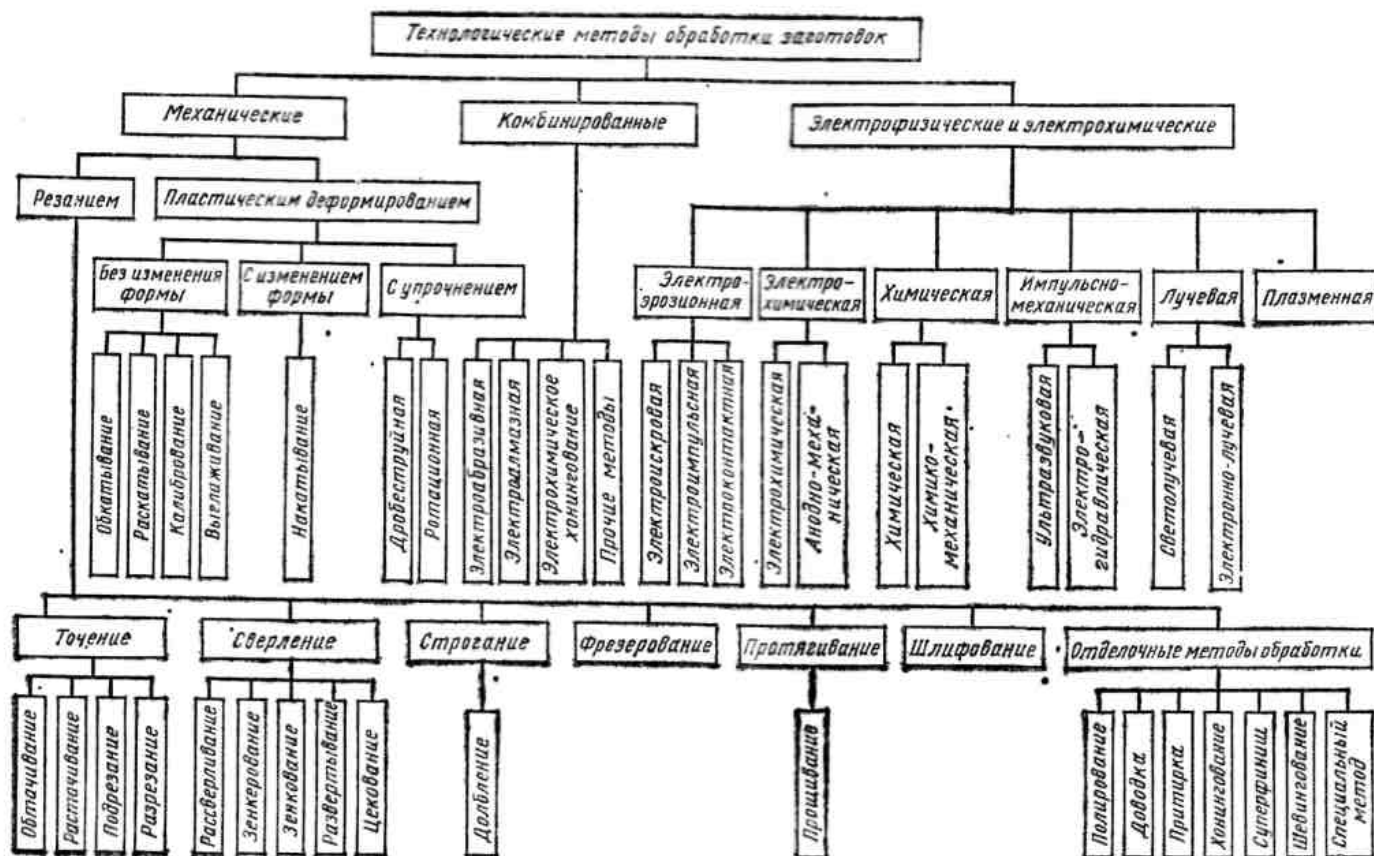 Технологические методы обработки заготовок
Механические
Комбинированные
Электрофизические и электрохимические
Резанием
Пластическим деформированием
Без изменения
формы
С изменением
формы
С упрочнением
Электро-
эрозионная
Электро-
химическая
Химическая
Импульсно-
механическая
Лучевая
Плазменная
Обкатывание
Раскатывание
Калибрование
Выглаживание
Накатывание
Дробеструйная
Ротационная
Электроабразивная
Электроалмазная
Электрохимическое
хонингование
Прочие методы
Электроискровая
Электроимпульсная
Электроконтактная
Электрохимическая
Анодно-меха-
ническая
Химическая
Химико-
механическая
Ультразвуковая
Электро-
гидравлическая
Светолучевая
Электронно-лучевая
Точение
Сверление
Строгание
Фрезерование
Протягивание
Шлифование
Отделочные методы обработки
Обтачивание
Растачивание
Подрезание
Разрезание
Рассверливание
Зенкерование
Зенкование
Развертывание
Цекование
Долбление
Прошивив
Полирование
Доводка
Притирка
Хонингование
Суперфиниш
Шевингование
Специальный
метод